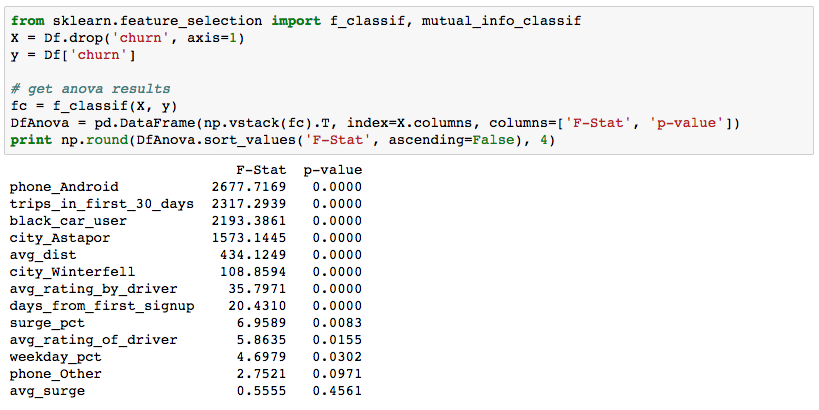 from sklearn.feature_selection import f_classif, mutual_info_classif
X = Df.drop('churn', axis=1)
y = Df['churn']
# get anova results
fc = f_classif(X, y)
DfAnova = pd.DataFrame(np.vstack(fc).T, index=X.columns, columns=['F-Stat', 'p-value'])
print np.round(DfAnova.sort_values('F-Stat', ascending=False), 4)
F-Stat p-value
phone_Android 2677.7169 0.0000
trips_in_first_30_days 2317.2939 0.0000
black_car_user 2193.3861 0.0000
city_Astapor 1573.1445 0.0000
avg_dist 434.1249 0.0000
city_Winterfell 108.8594 0.0000
avg_rating_by_driver 35.7971 0.0000
days_from_first_signup 20.4310 0.0000
surge_pct 6.9589 0.0083
avg_rating_of_driver 5.8635 0.0155
weekday_pct 4.6979 0.0302
phone_Other 2.7521 0.0971
avg_surge 0.5555 0.4561